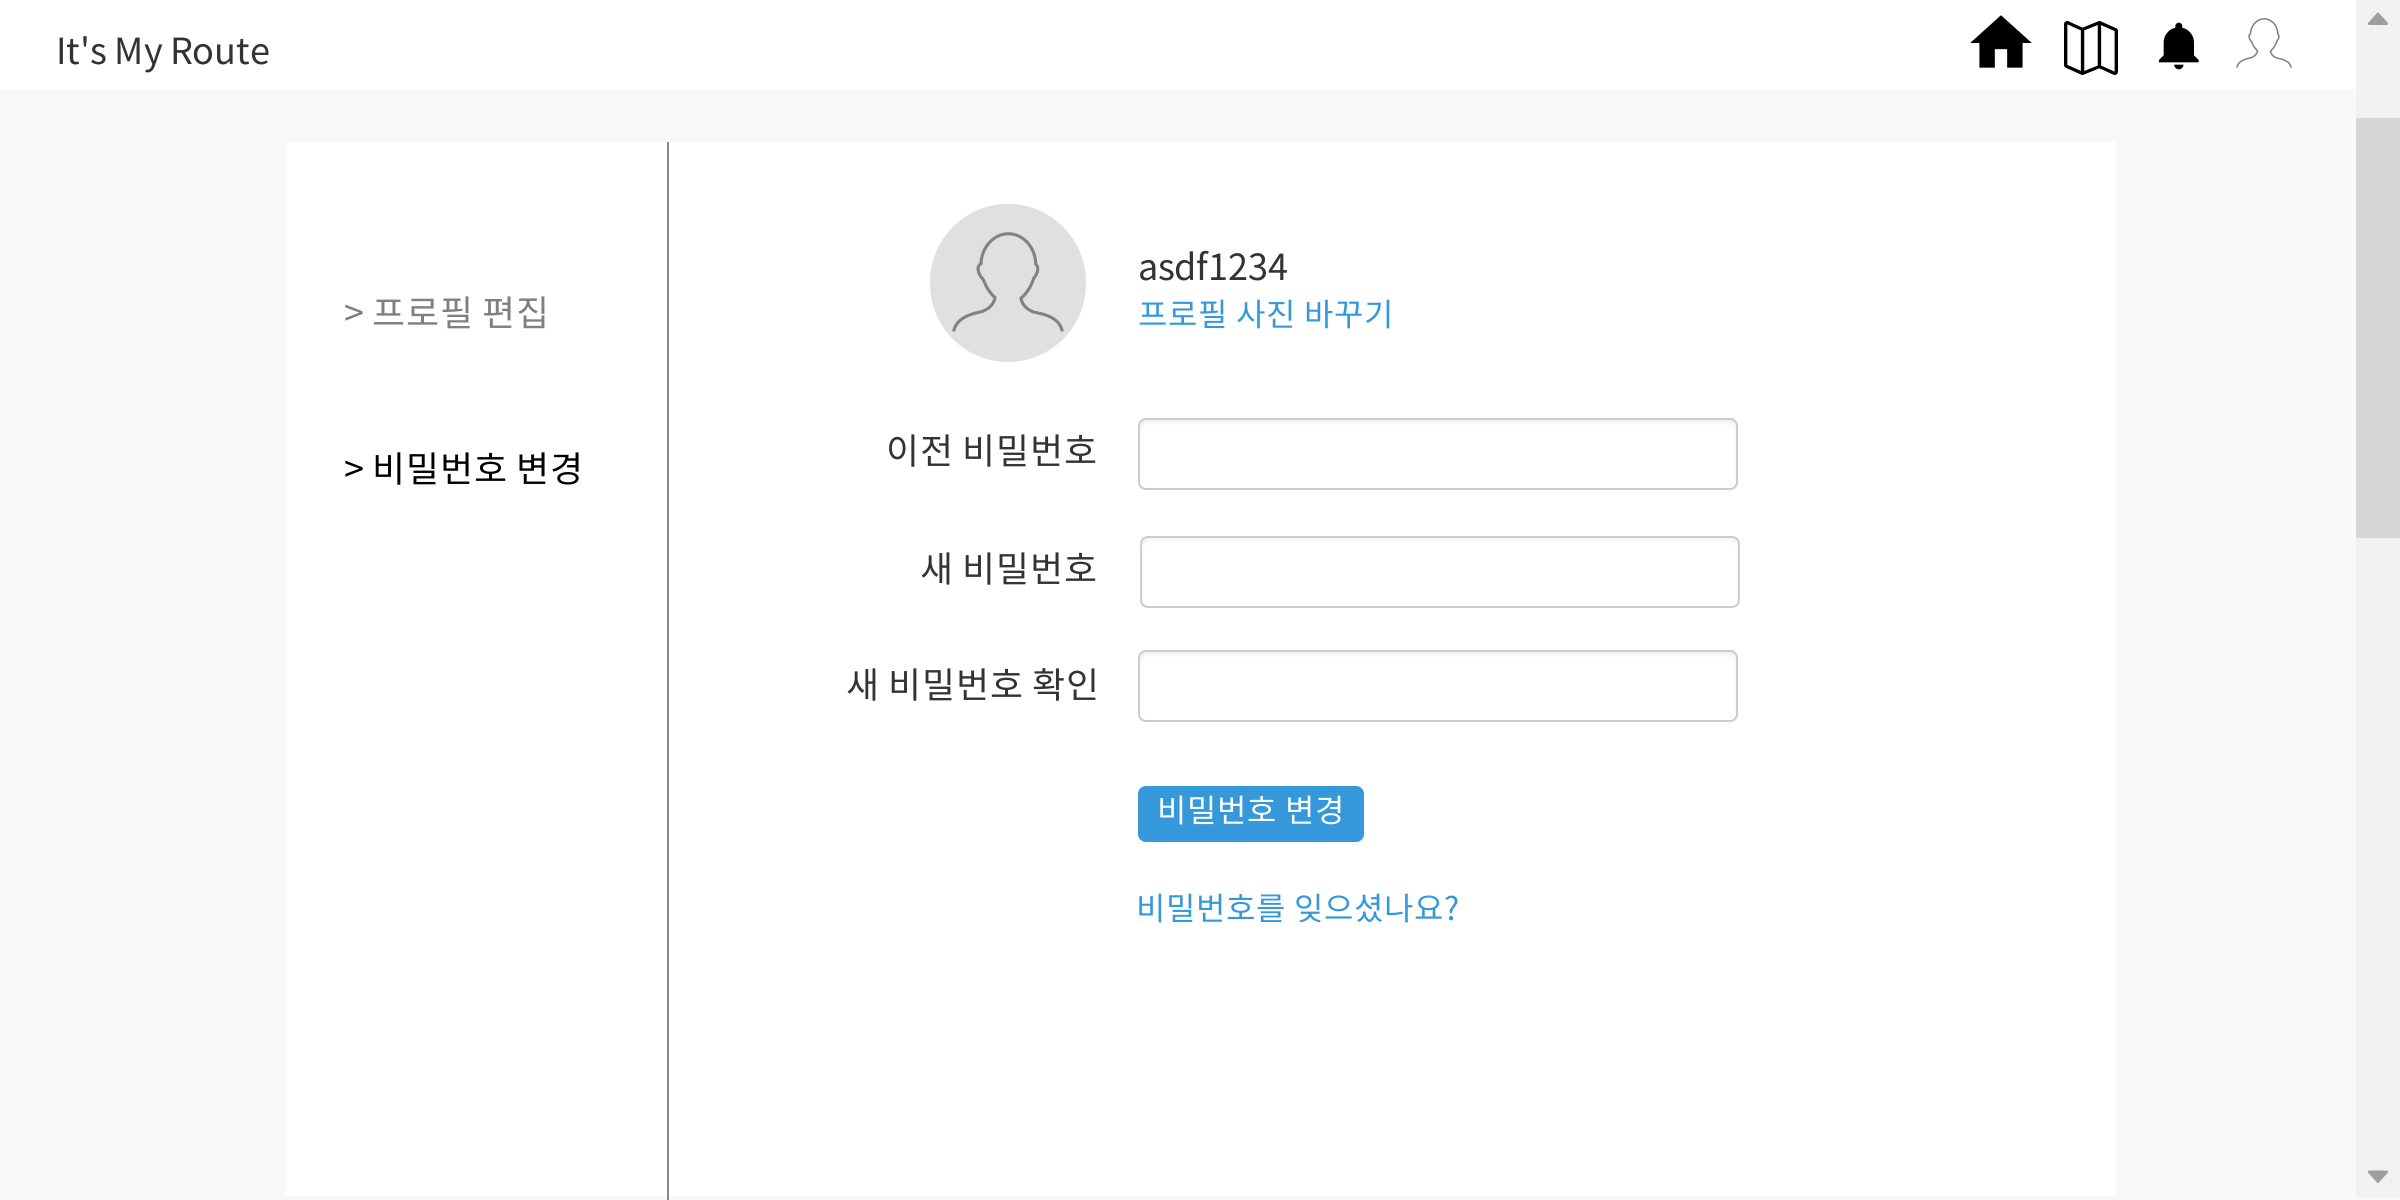 It's My Route
> 프로필 편집
> 비밀번호 변경
asdf1234
프로필 사진 바꾸기
이전 비밀번호
새 비밀번호
새 비밀번호 확인
비밀번호 변경
비밀번호를 잊으셨나요?